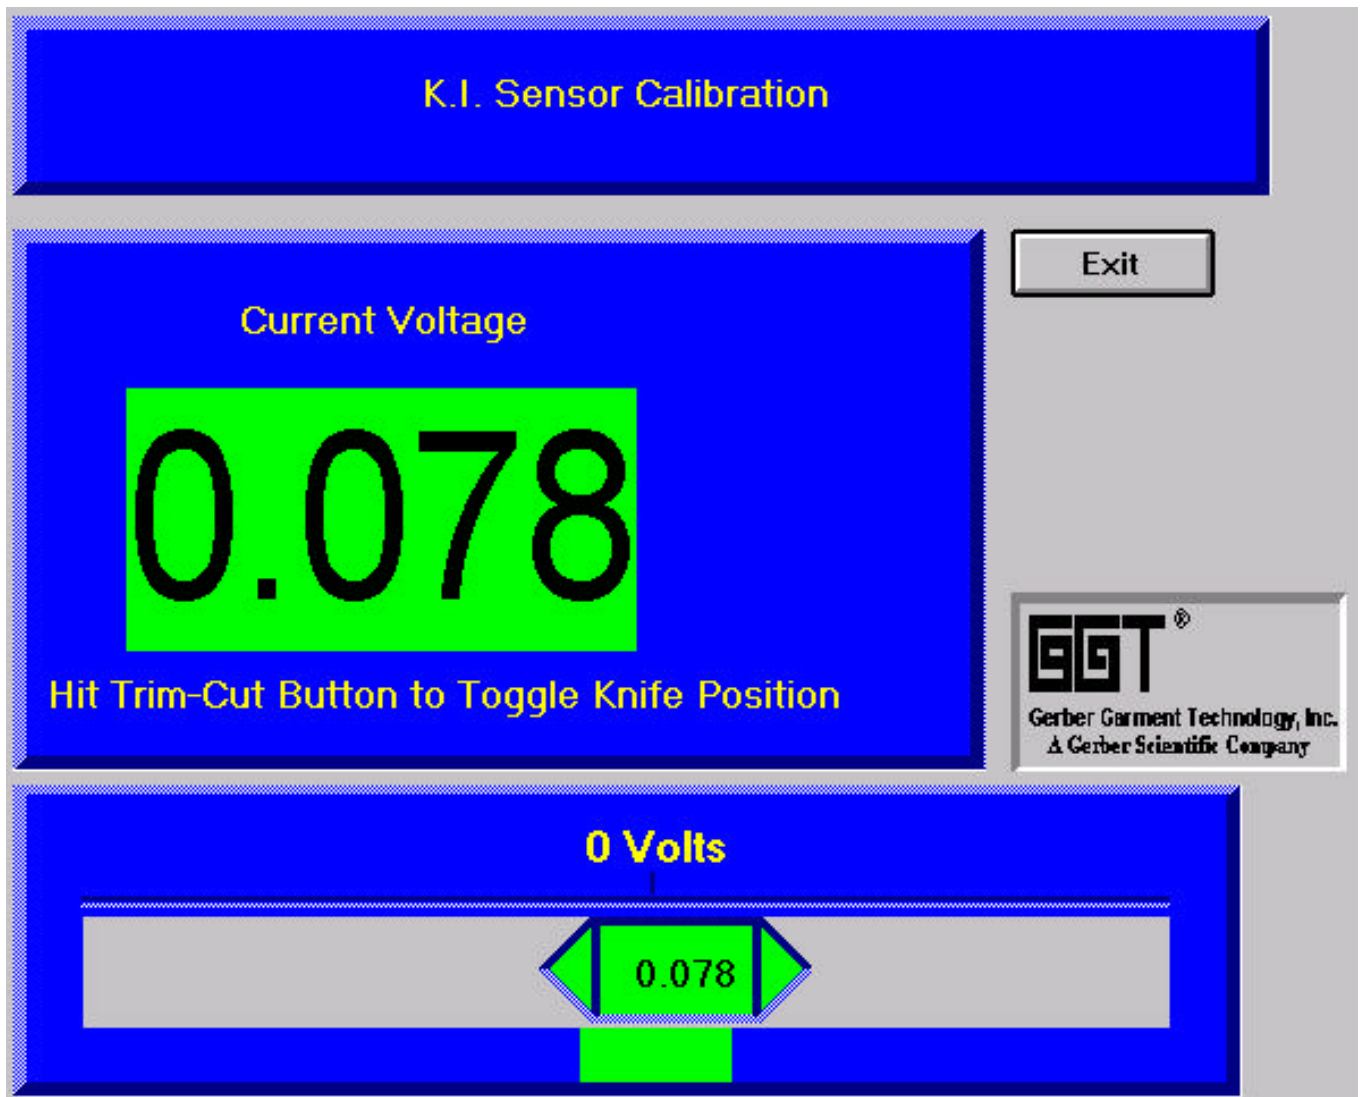 K.I. Sensor Calibration
Current Voltage
Exit
0.078
Hit Trim-Cut Button to Toggle Knife Position
GGT®
Gerber Garment Technology, Inc.
A Gerber Scientific Company
0 Volts
0.078